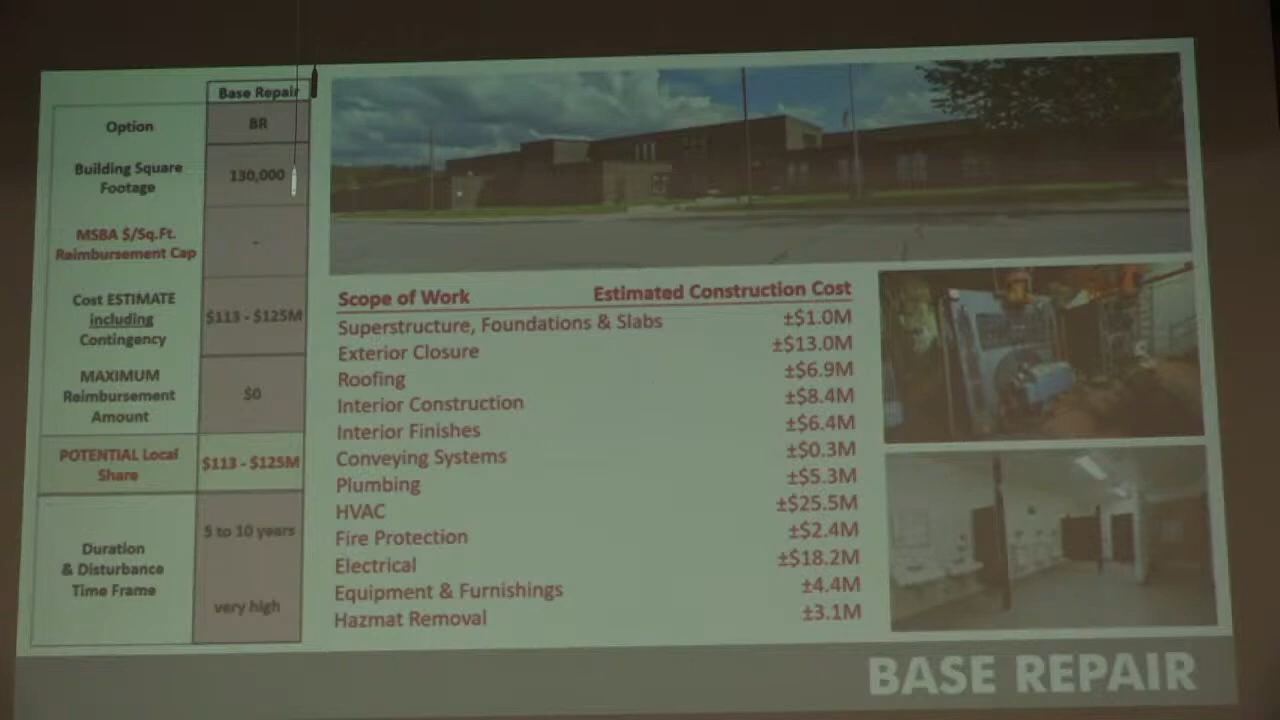 Base Repair
Option
BR
Building Square
Footage
130,000
MSBA $/Sq.Ft.
Reimbursement Cap
-
Cost ESTIMATE
including
Contingency
$113 - $125M
MAXIMUM
Reimbursement
Amount
$0
POTENTIAL Local
Share
$113 - $125M
Duration
& Disturbance
Time Frame
5 to 10 years
very high
Scope of Work Estimated Construction Cost
Superstructure, Foundations & Slabs ±$1.0M
Exterior Closure ±$13.0M
Roofing ±$6.9M
Interior Construction ±$8.4M
Interior Finishes ±$6.4M
Conveying Systems ±$0.3M
Plumbing ±$5.3M
HVAC ±$25.5M
Fire Protection ±$2.4M
Electrical ±$18.2M
Equipment & Furnishings ±4.4M
Hazmat Removal ±3.1M
BASE REPAIR